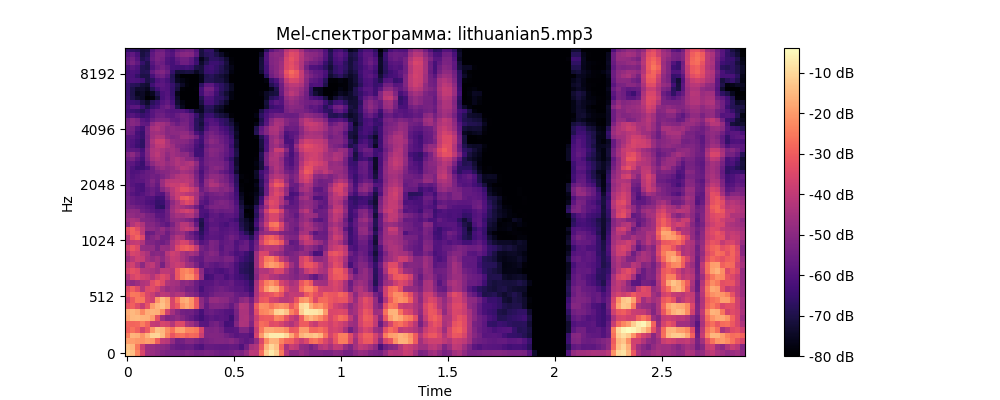 Mel-спектрограмма: lithuanian5.mp3
Hz
8192
4096
2048
1024
512
0
0
0.5
1
1.5
2
2.5
Time
-10 dB
-20 dB
-30 dB
-40 dB
-50 dB
-60 dB
-70 dB
-80 dB